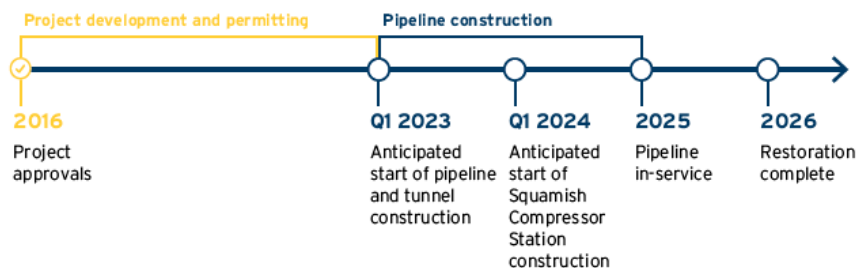 Project development and permitting
Pipeline construction
2016
Project
approvals
Q1 2023
Anticipated
start of pipeline
and tunnel
construction
Q1 2024
Anticipated
start of
Squamish
Compressor
Station
construction
2025
Pipeline
in-service
2026
Restoration
complete